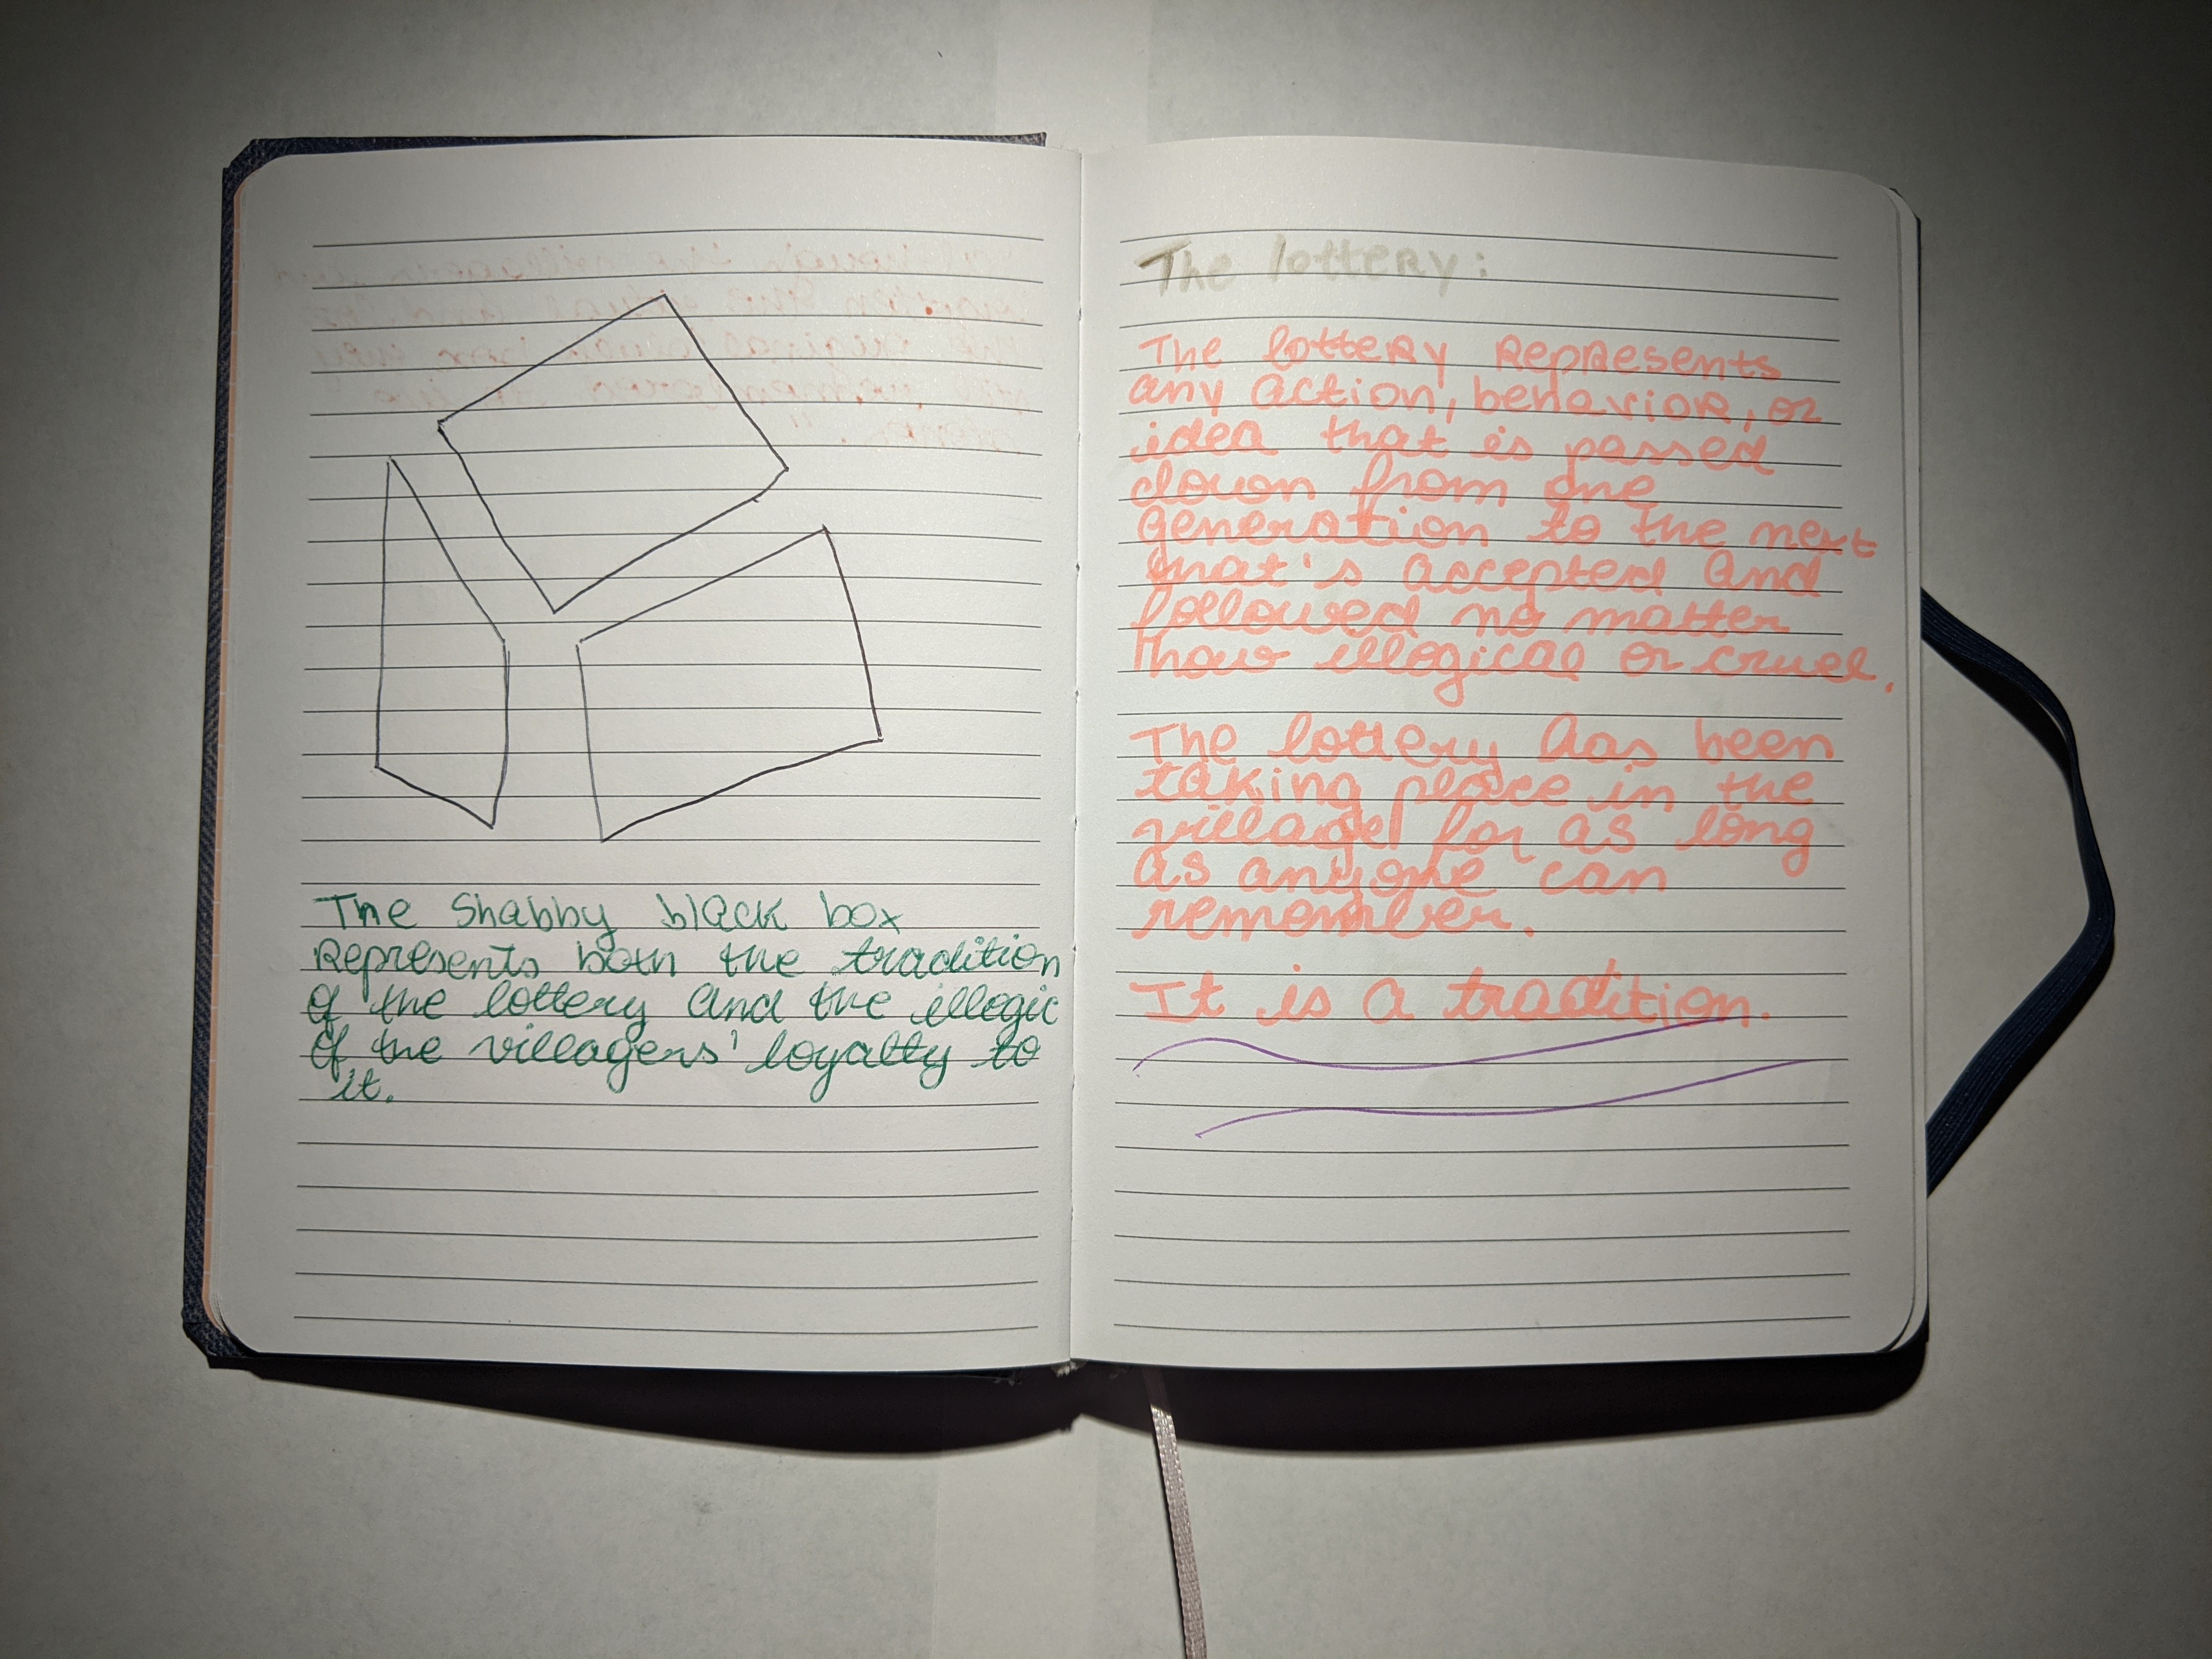 The Shabby black box
Represents both the tradition
of the lottery and the illogic
of the villagers' loyalty to
it.
The lotteRy:
The lotteRy RepResents
any action, behavioR, or
idea that is passed
down from one
generation to the next
that's accepted and
followed no matter
how illogical or cruel.
The lottery has been
taking place in the
village for as long
as anyone can
remember.
It is a tradition.